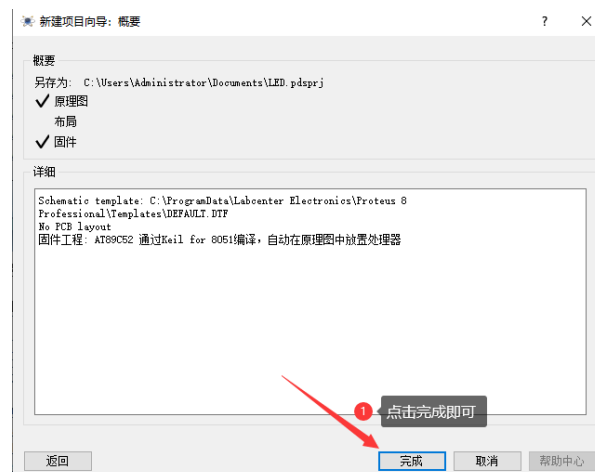 新建项目向导: 概要
? ×
概要
另存为: C:\Users\Administrator\Documents\LED.pdsprj
原理图
布局
固件
详细
Schematic template: C:\ProgramData\Labcenter Electronics\Proteus 8
Professional\Templates\DEFAULT.DTF
No PCB layout
固件工程: AT89C52 通过Keil for 8051编译，自动在原理图中放置处理器
1 点击完成即可
返回 完成 取消 帮助中心